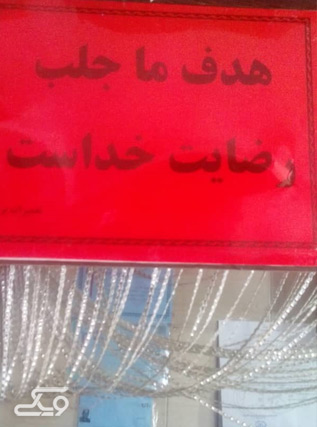 هدف ما جلب
رضایت خداست